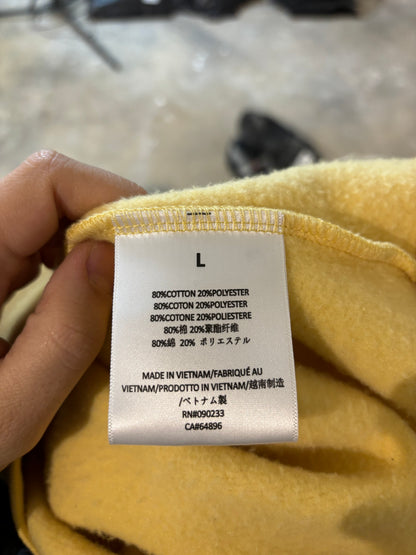 L
80%COTTON 20%POLYESTER
80%COTTON 20%POLYESTER
80%COTONE 20%POLIESTERE
80%棉 20%聚酯纤维
80%綿 20% ポリエステル
MADE IN VIETNAM/FABRIQUÉ AU
VIETNAM/PRODOTTO IN VIETNAM/越南制造
/ベトナム製
RN#090233
CA#64896